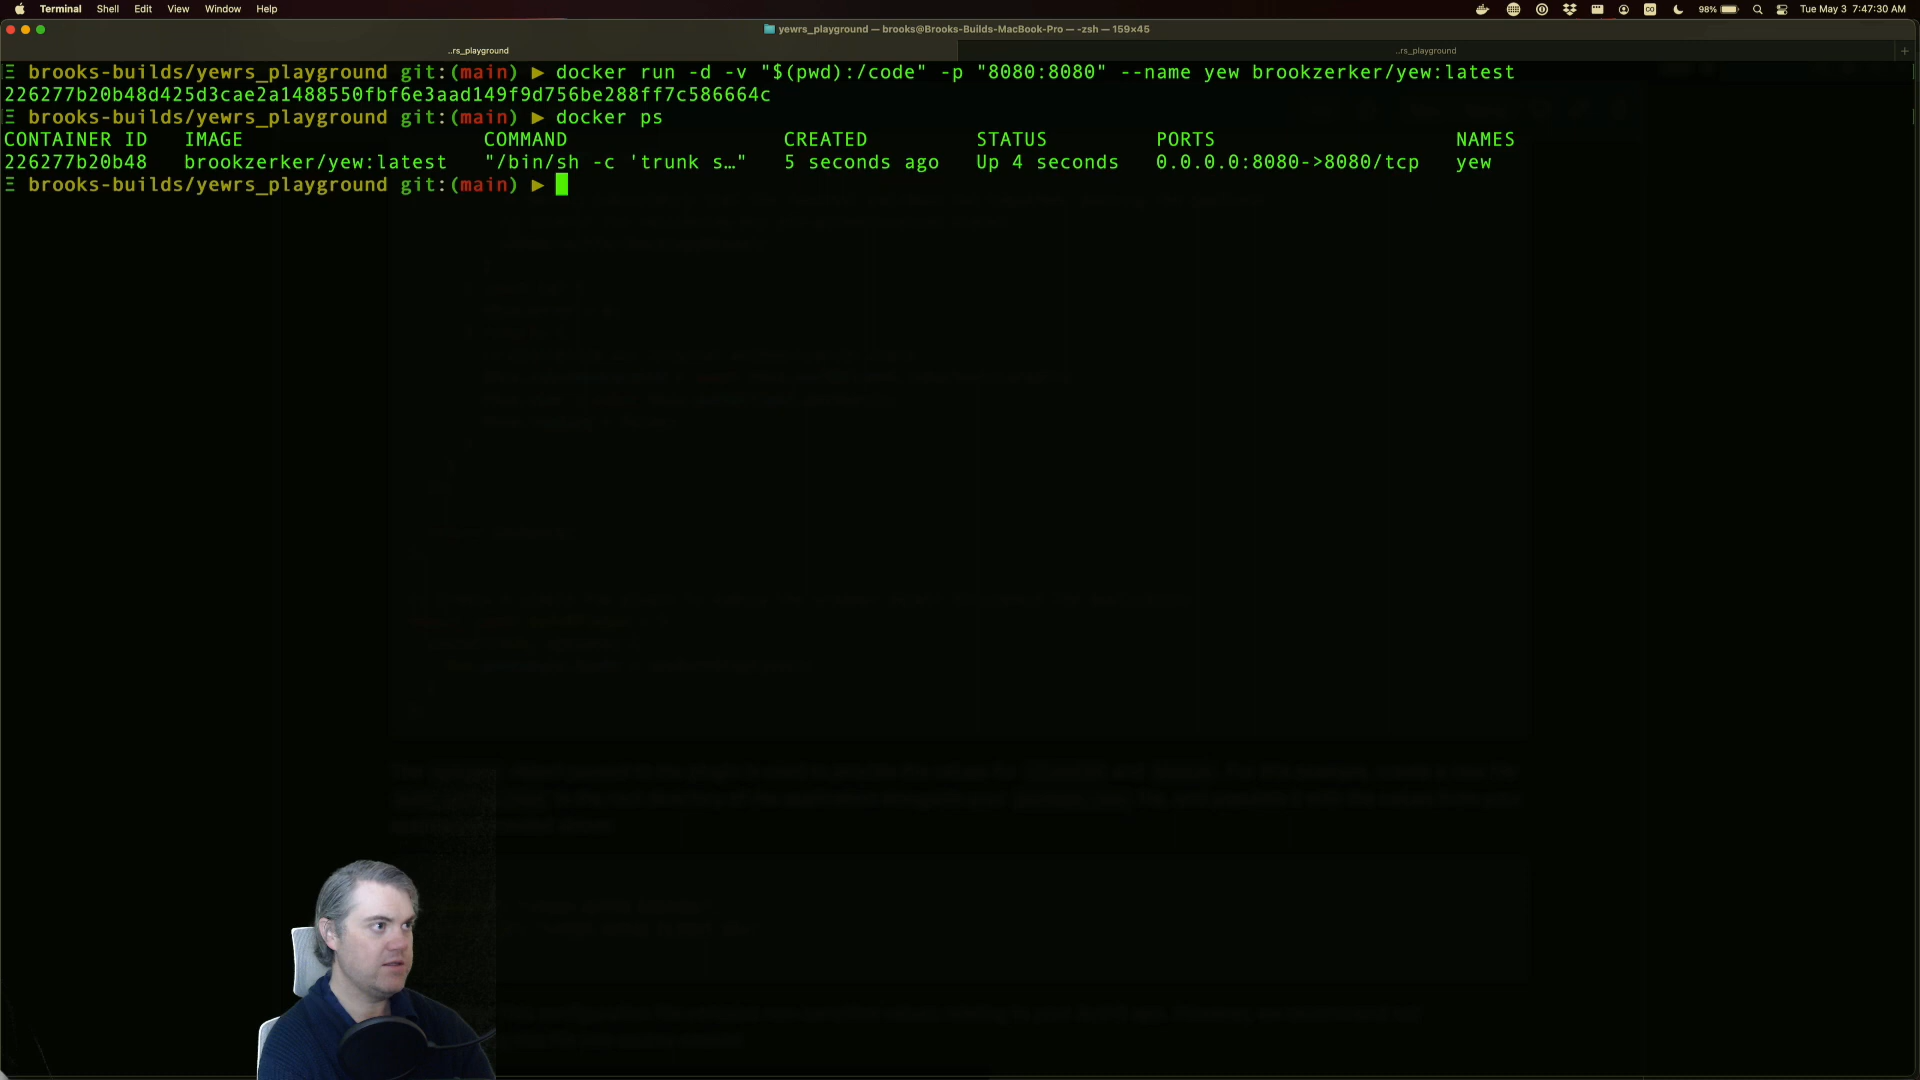 Terminal Shell Edit View Window Help 98% Tue May 3 7:47:30 AM
yewrs_playground — brooks@Brooks-Builds-MacBook-Pro — -zsh — 159×45
..rs_playground ..rs_playground +
Ξ brooks-builds/yewrs_playground git:(main) ▶ docker run -d -v "$(pwd):/code" -p "8080:8080" --name yew brookzerker/yew:latest
226277b20b48d425d3cae2a1488550fbf6e3aad149f9d756be288ff7c586664c
Ξ brooks-builds/yewrs_playground git:(main) ▶ docker ps
CONTAINER ID IMAGE COMMAND CREATED STATUS PORTS NAMES
226277b20b48 brookzerker/yew:latest "/bin/sh -c 'trunk s…" 5 seconds ago Up 4 seconds 0.0.0.0:8080->8080/tcp yew
Ξ brooks-builds/yewrs_playground git:(main) ▶